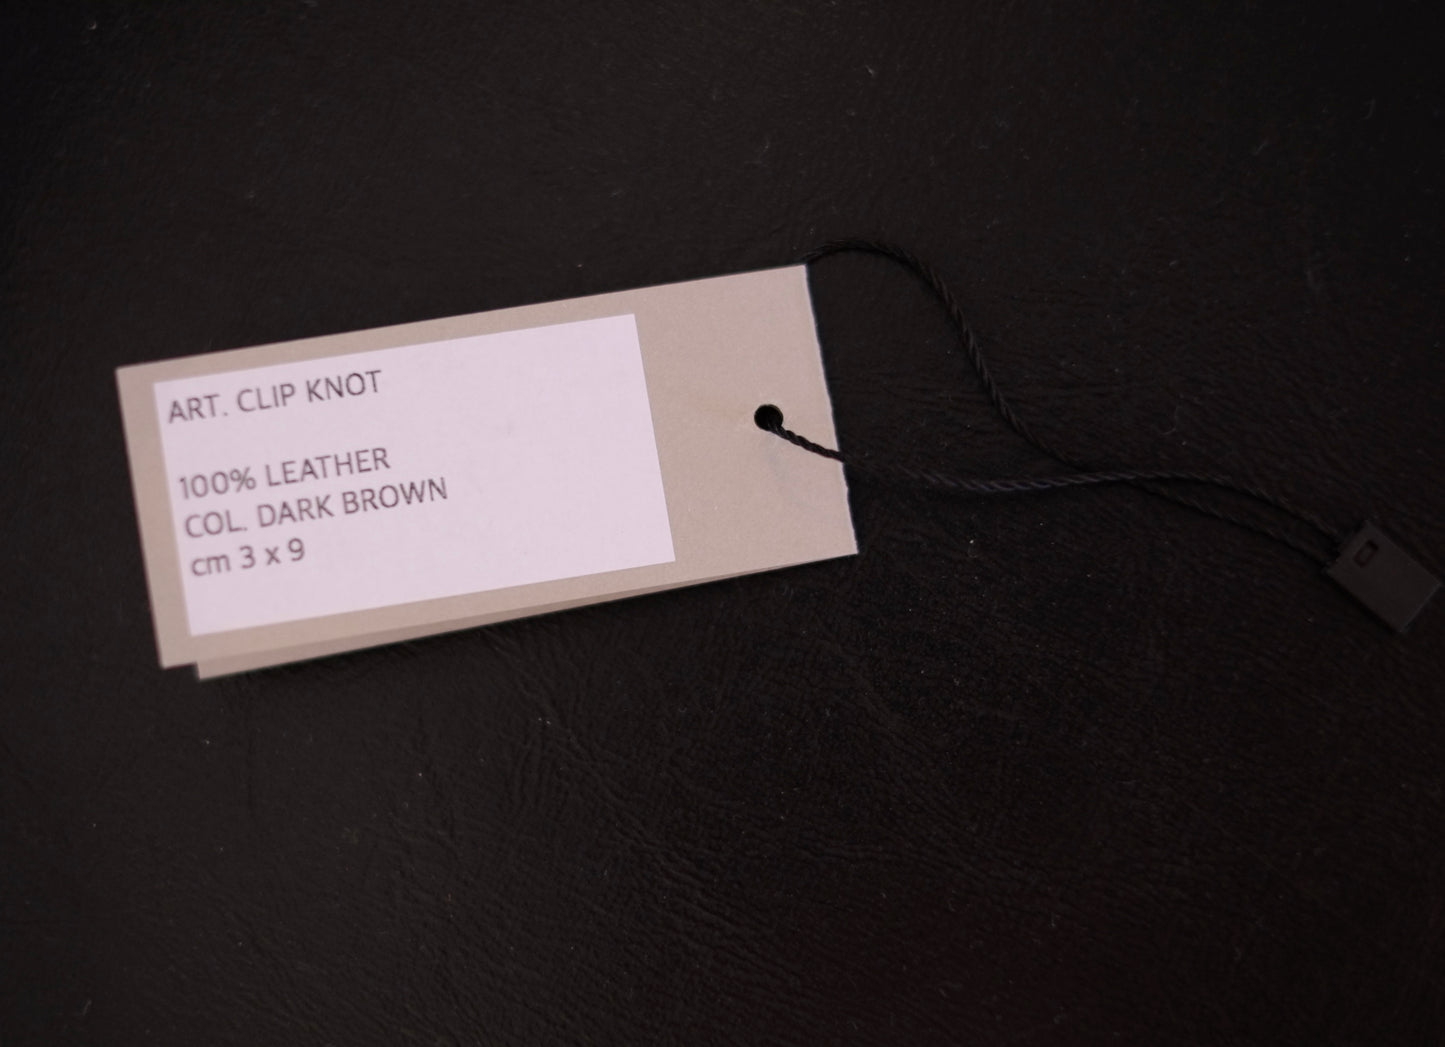 ART. CLIP KNOT
100% LEATHER
COL. DARK BROWN
cm 3 x 9